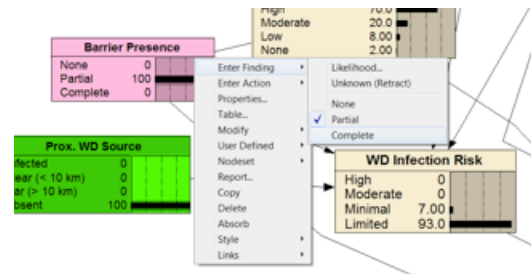 High 70.0
Moderate 20.0
Low 8.00
None 2.00
Barrier Presence
None 0
Partial 100
Complete 0
Enter Finding
Enter Action
Properties...
Table...
Modify
User Defined
Nodeset
Report...
Copy
Delete
Absorb
Style
Links
Likelihood...
Unknown (Retract)
None
Partial
Complete
Prox. WD Source
fected 0
ear (< 10 km) 0
ar (> 10 km) 0
bsent 100
WD Infection Risk
High 0
Moderate 0
Minimal 7.00
Limited 93.0